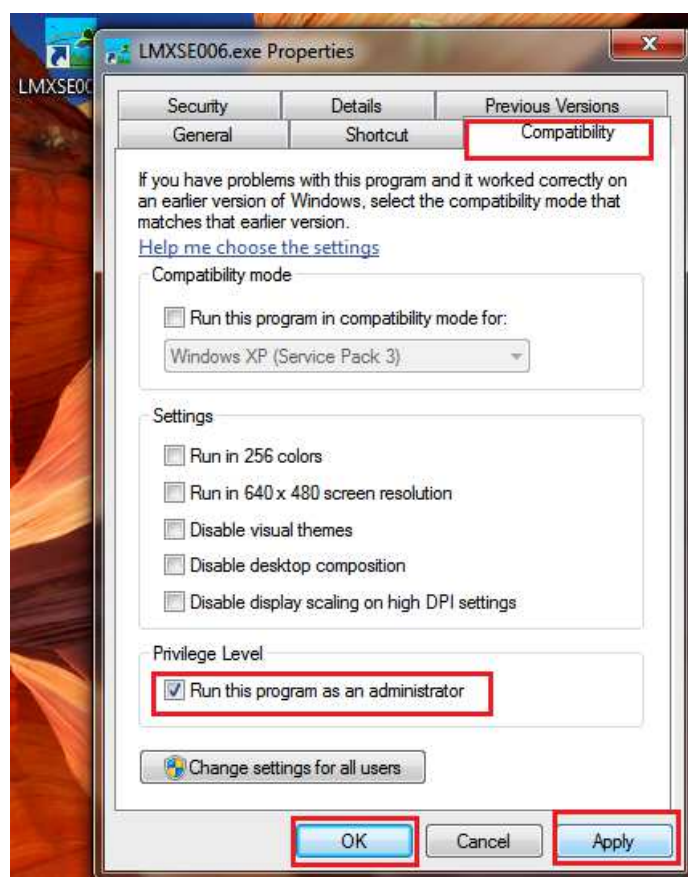 LMXSE006.exe Properties
X
LMXSE00
Security Details Previous Versions
General Shortcut Compatibility
If you have problems with this program and it worked correctly on
an earlier version of Windows, select the compatibility mode that
matches that earlier version.
Help me choose the settings
Compatibility mode
Run this program in compatibility mode for:
Windows XP (Service Pack 3)
Settings
Run in 256 colors
Run in 640 x 480 screen resolution
Disable visual themes
Disable desktop composition
Disable display scaling on high DPI settings
Privilege Level
Run this program as an administrator
Change settings for all users
OK Cancel Apply